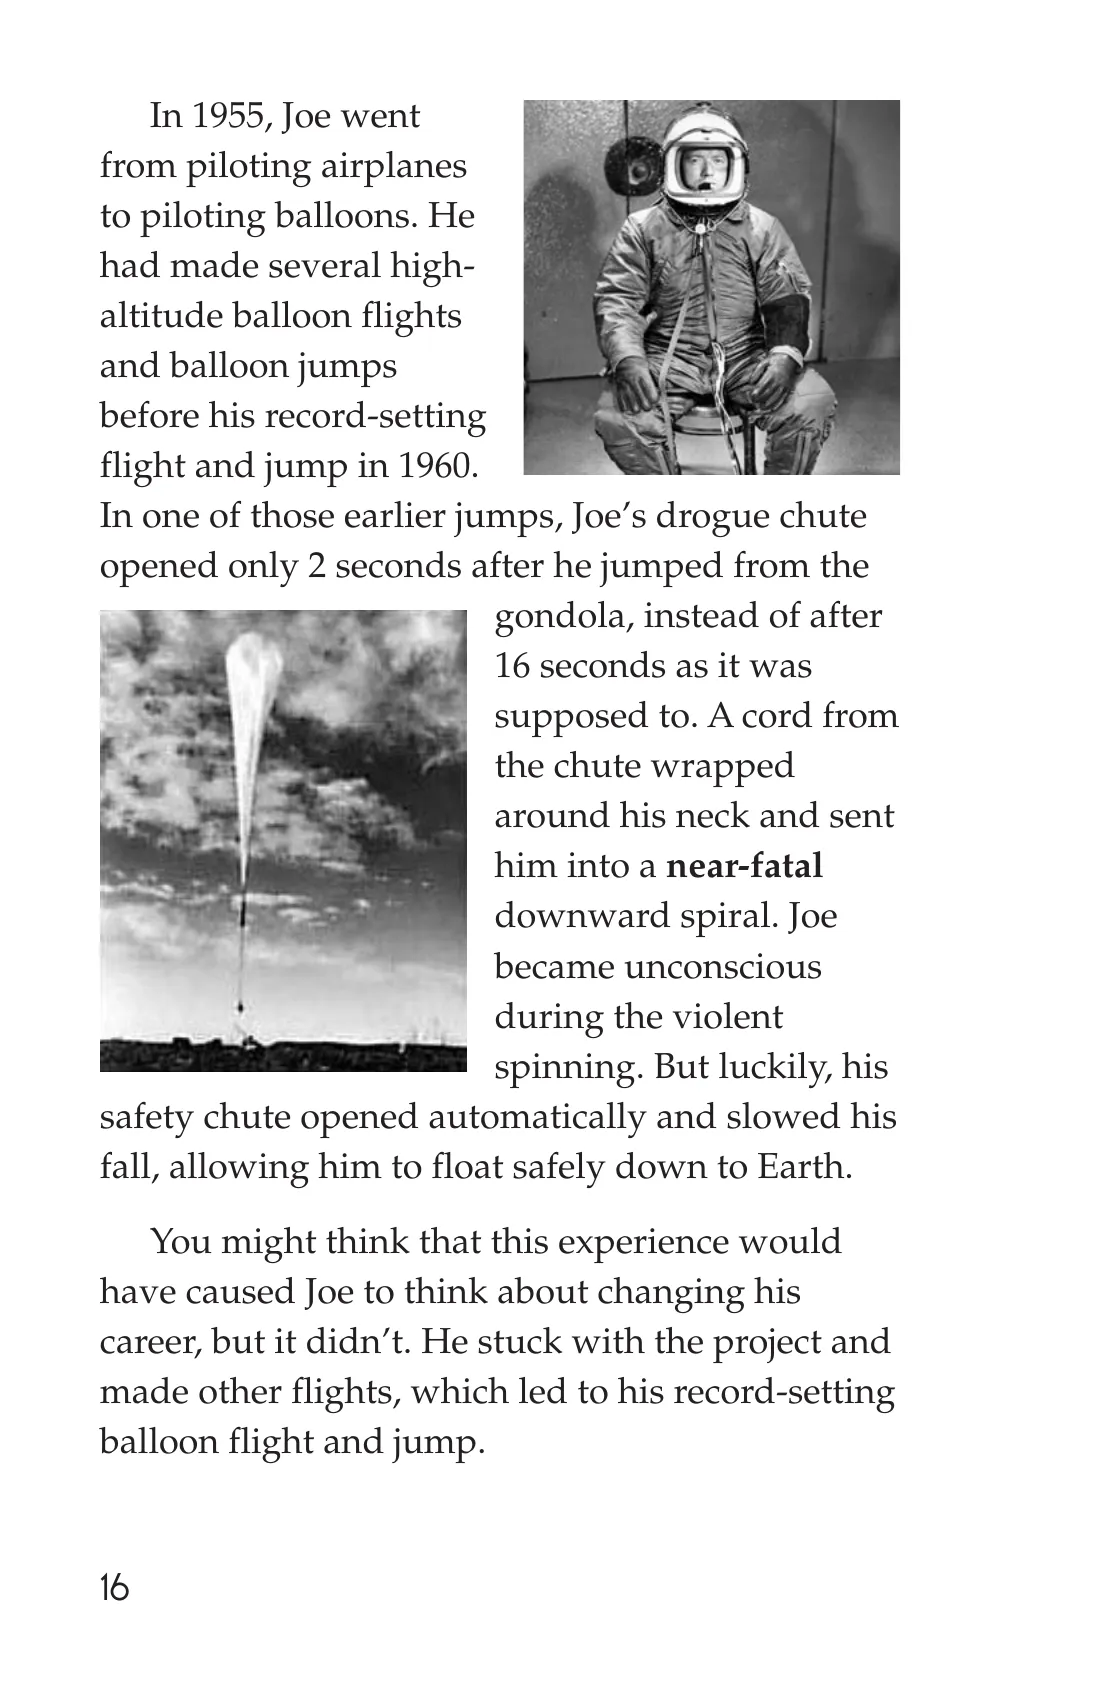 In 1955, Joe went
from piloting airplanes
to piloting balloons. He
had made several high-
altitude balloon flights
and balloon jumps
before his record-setting
flight and jump in 1960.
In one of those earlier jumps, Joe’s drogue chute
opened only 2 seconds after he jumped from the
gondola, instead of after
16 seconds as it was
supposed to. A cord from
the chute wrapped
around his neck and sent
him into a near-fatal
downward spiral. Joe
became unconscious
during the violent
spinning. But luckily, his
safety chute opened automatically and slowed his
fall, allowing him to float safely down to Earth.
You might think that this experience would
have caused Joe to think about changing his
career, but it didn’t. He stuck with the project and
made other flights, which led to his record-setting
balloon flight and jump.
16